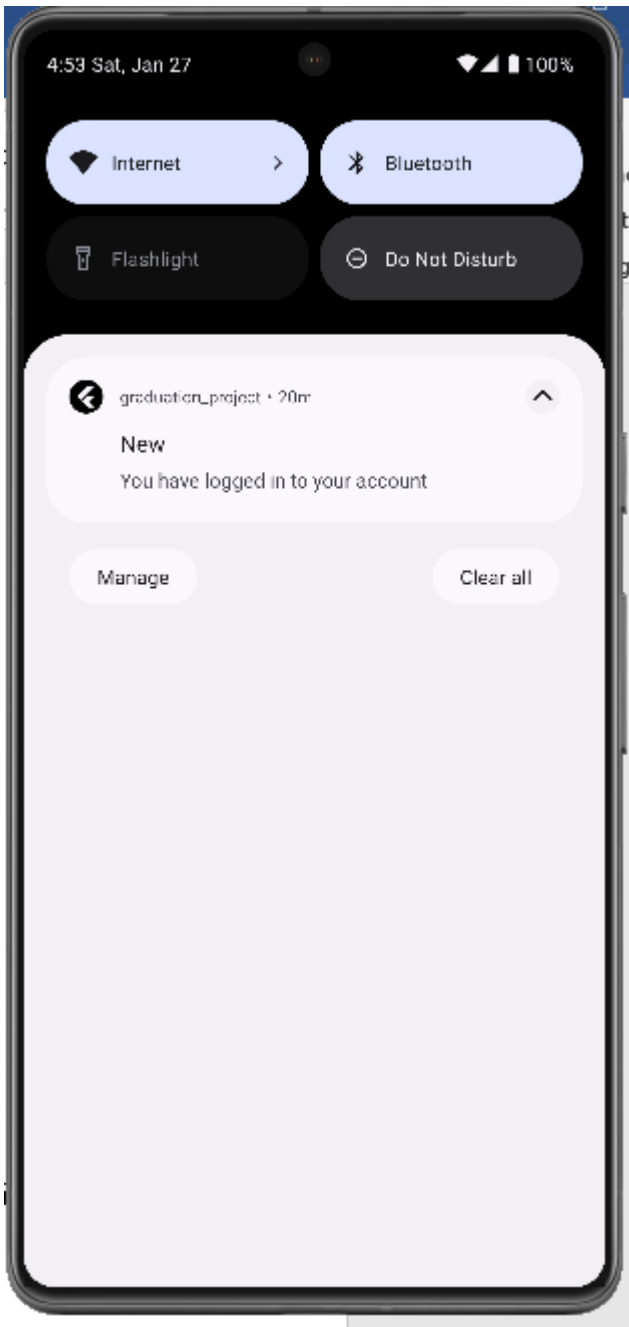 4:53 Sat, Jan 27
100%
Internet
Bluetooth
Flashlight
Do Not Disturb
graduation_project • 20m
New
You have logged in to your account
Manage
Clear all